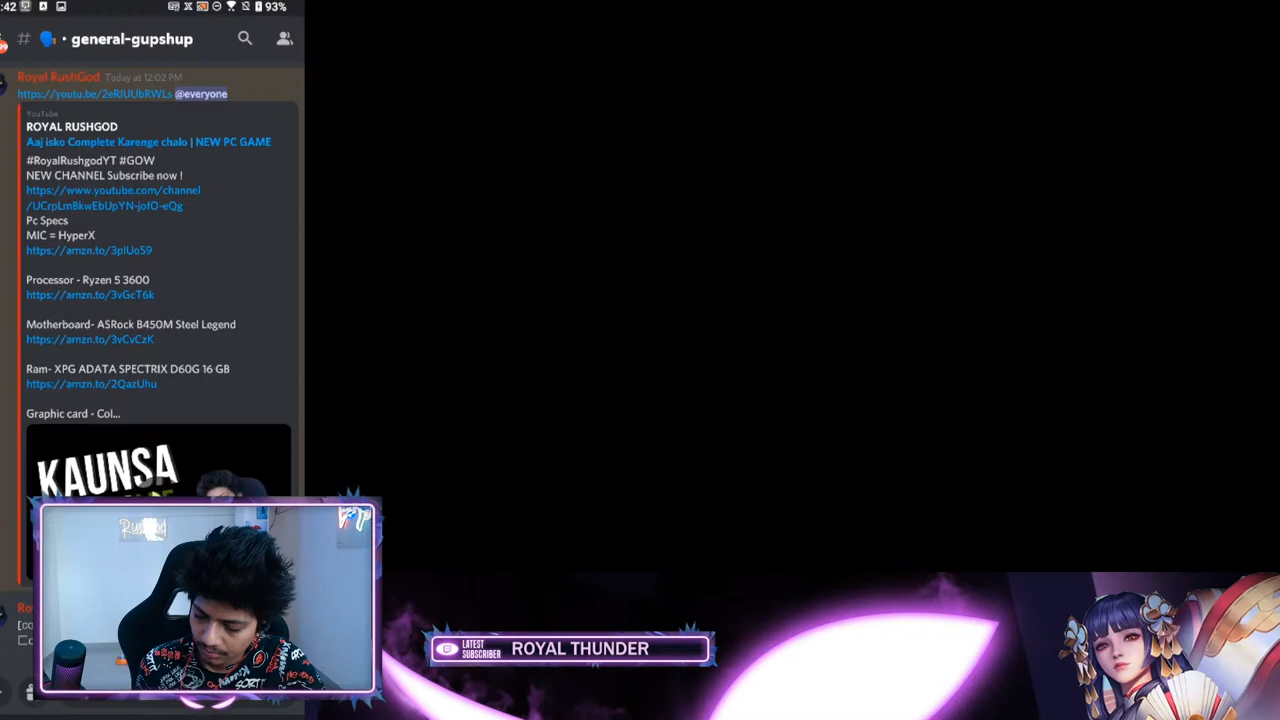 :42
93%
# • general-gupshup
Royal RushGod Today at 12:02 PM
https://youtu.be/2eRlUUbRWLs @everyone
YouTube
ROYAL RUSHGOD
Aaj isko Complete Karenge chalo | NEW PC GAME
#RoyalRushgodYT #GOW
NEW CHANNEL Subscribe now !
https://www.youtube.com/channel
/UCrpLmBkwEbUpYN-jofO-eQg
Pc Specs
MIC = HyperX
https://amzn.to/3plUoS9
Processor - Ryzen 5 3600
https://amzn.to/3vGcT6k
Motherboard- ASRock B450M Steel Legend
https://amzn.to/3vCvCzK
Ram- XPG ADATA SPECTRIX D60G 16 GB
https://amzn.to/2QazUhu
Graphic card - Col...
KAUNSA
Rushgod
LATEST
SUBSCRIBER
ROYAL THUNDER